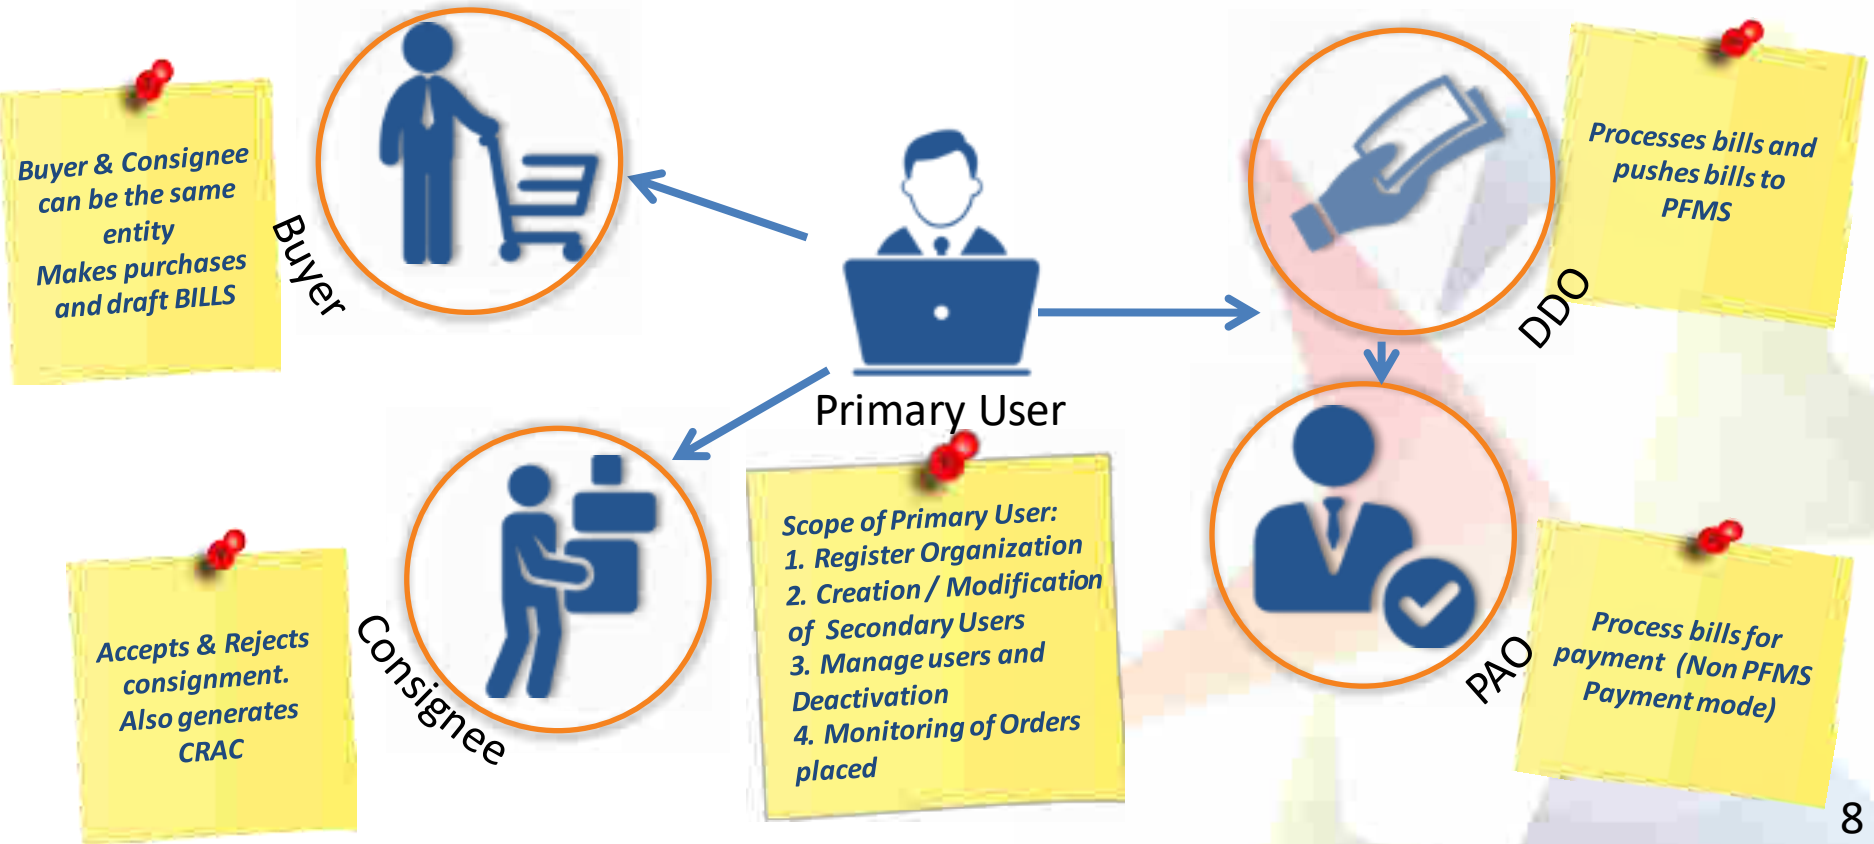 Buyer & Consignee
can be the same
entity
Makes purchases
and draft BILLS
Buyer
Processes bills and
pushes bills to
PFMS
DDO
Primary User
Scope of Primary User:
1. Register Organization
2. Creation / Modification
of Secondary Users
3. Manage users and
Deactivation
4. Monitoring of Orders
placed
Accepts & Rejects
consignment.
Also generates
CRAC
Consignee
PAO
Process bills for
payment (Non PFMS
Payment mode)
8